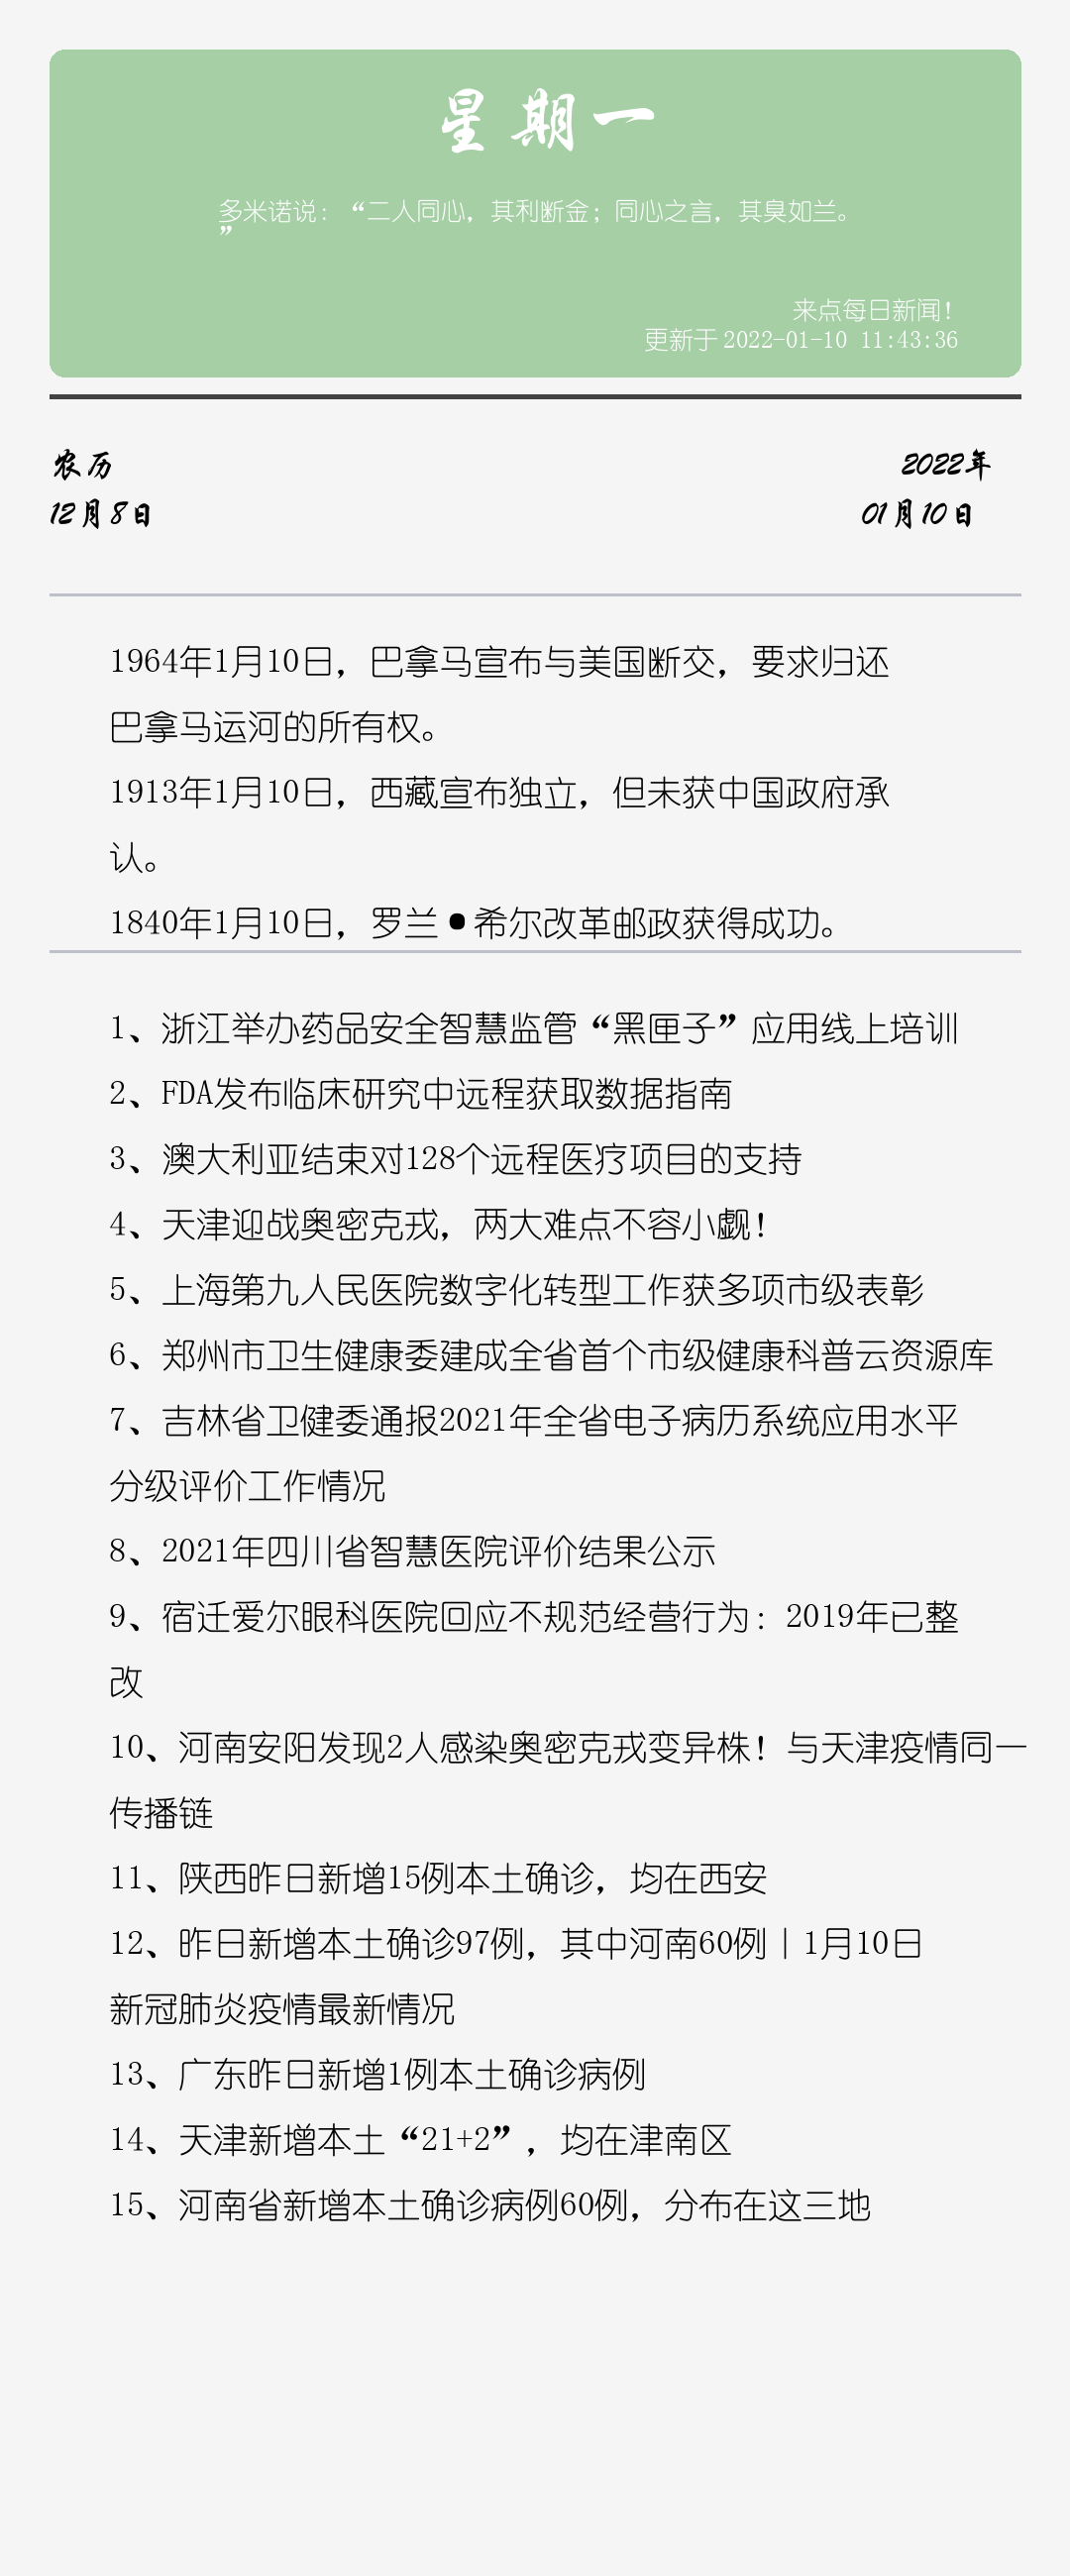 星期一
多米诺说：“二人同心，其利断金；同心之言，其臭如兰。
”
来点每日新闻！
更新于2022-01-10 11:43:36
农历
2022年
12月8日
01月10日
1964年1月10日，巴拿马宣布与美国断交，要求归还
巴拿马运河的所有权。
1913年1月10日，西藏宣布独立，但未获中国政府承
认。
1840年1月10日，罗兰•希尔改革邮政获得成功。
1、浙江举办药品安全智慧监管“黑匣子”应用线上培训
2、FDA发布临床研究中远程获取数据指南
3、澳大利亚结束对128个远程医疗项目的支持
4、天津迎战奥密克戎，两大难点不容小觑！
5、上海第九人民医院数字化转型工作获多项市级表彰
6、郑州市卫生健康委建成全省首个市级健康科普云资源库
7、吉林省卫健委通报2021年全省电子病历系统应用水平
分级评价工作情况
8、2021年四川省智慧医院评价结果公示
9、宿迁爱尔眼科医院回应不规范经营行为：2019年已整
改
10、河南安阳发现2人感染奥密克戎变异株！与天津疫情同一
传播链
11、陕西昨日新增15例本土确诊，均在西安
12、昨日新增本土确诊97例，其中河南60例丨1月10日
新冠肺炎疫情最新情况
13、广东昨日新增1例本土确诊病例
14、天津新增本土“21+2”，均在津南区
15、河南省新增本土确诊病例60例，分布在这三地